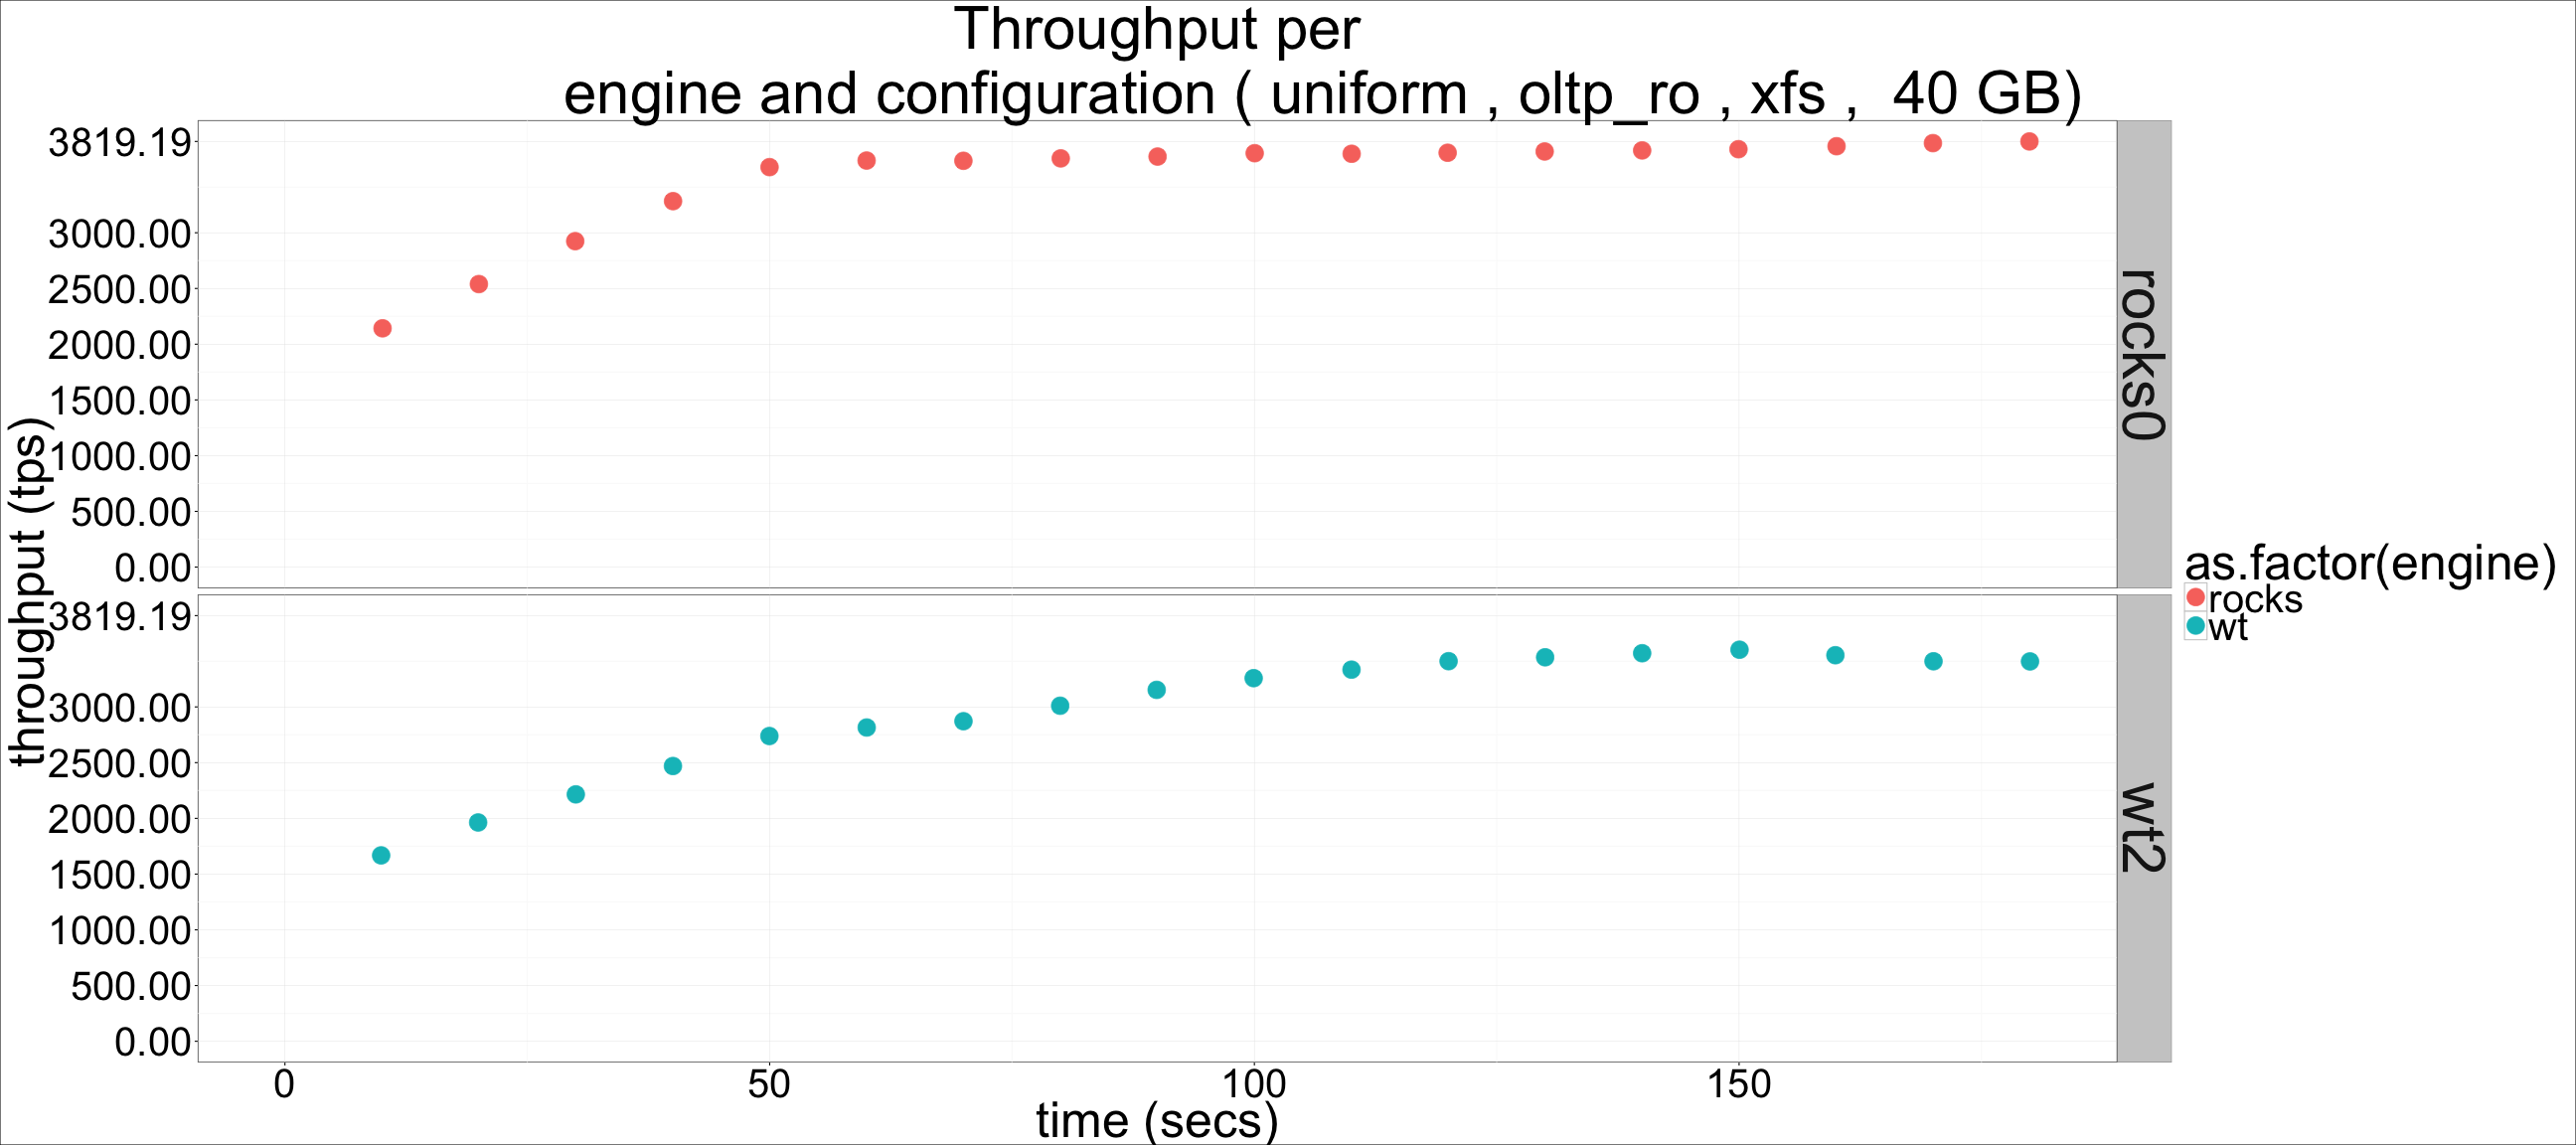 Throughput per
engine and configuration ( uniform , oltp_ro , xfs ,  40 GB)
throughput (tps)
3819.19
3000.00
2500.00
2000.00
1500.00
1000.00
500.00
0.00
rocks0
3819.19
3000.00
2500.00
2000.00
1500.00
1000.00
500.00
0.00
wt2
0
50
100
150
time (secs)
as.factor(engine)
rocks
wt